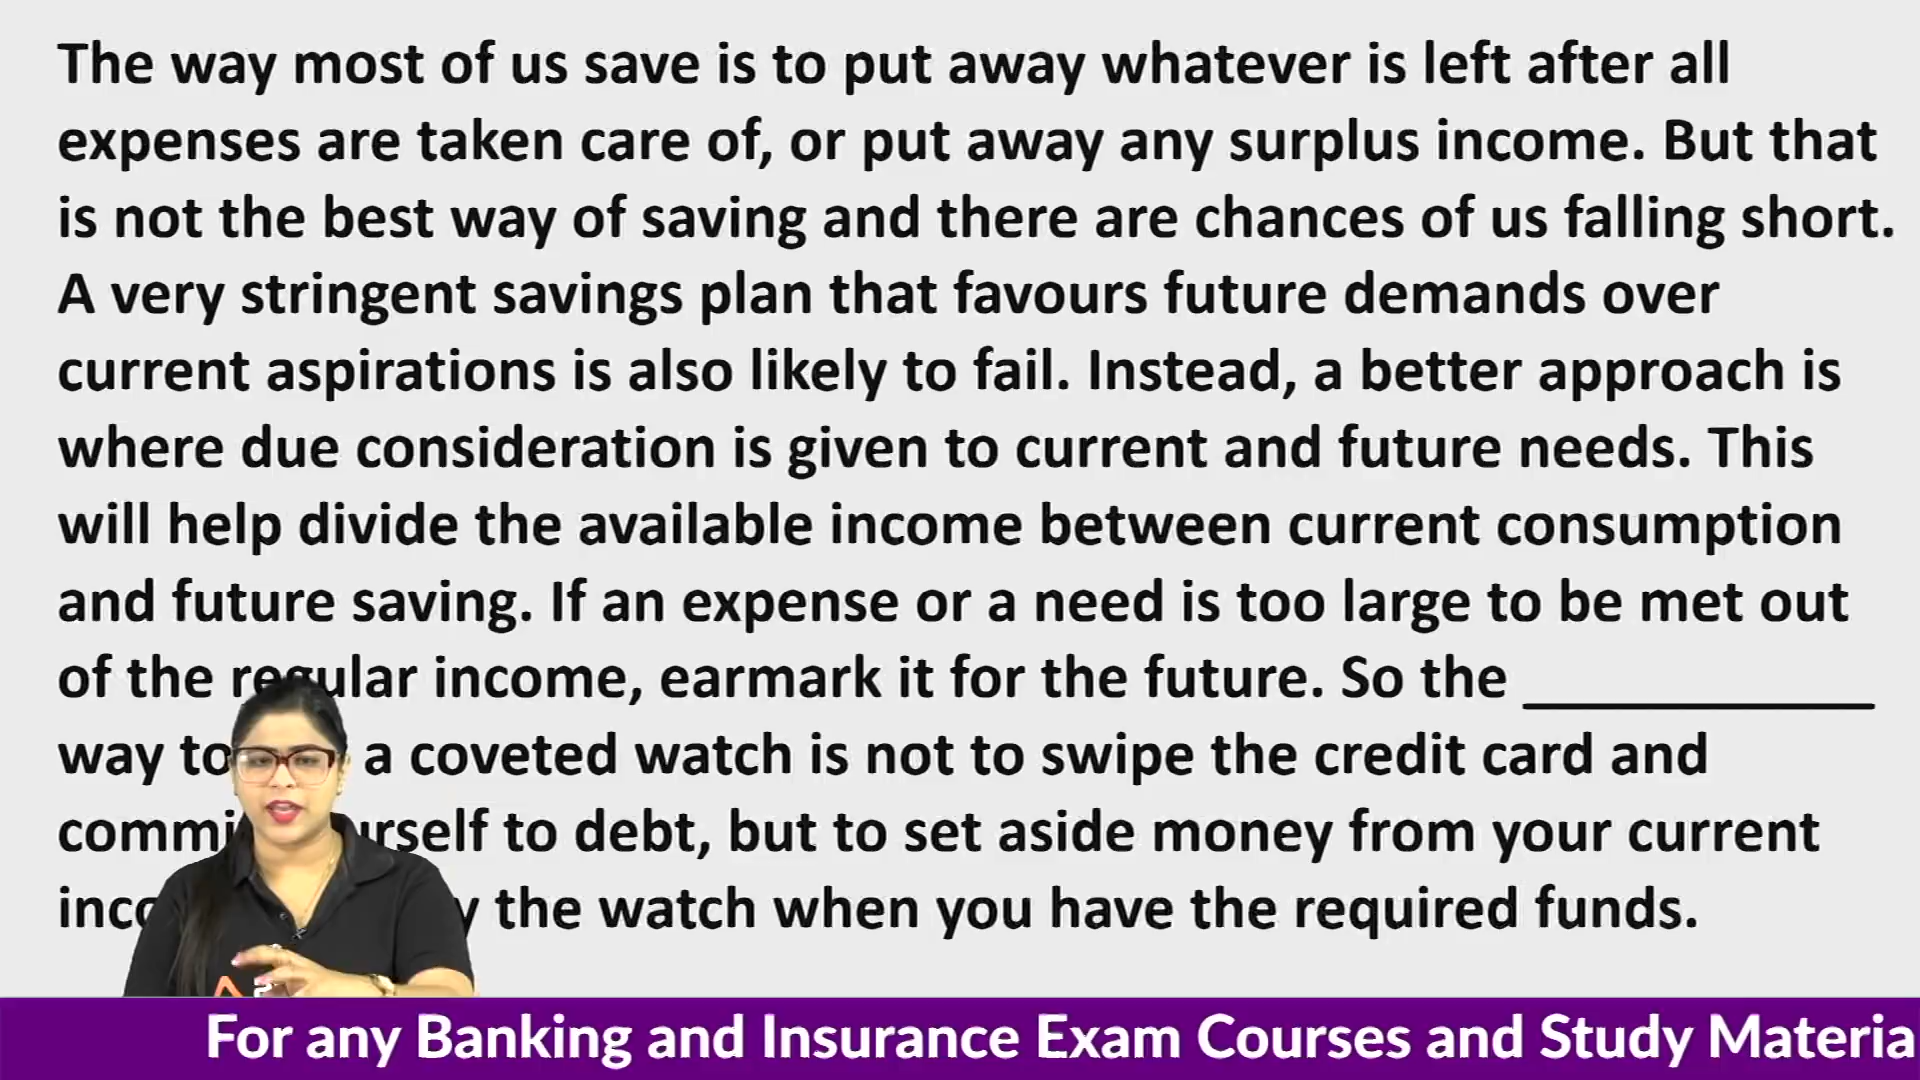 The way most of us save is to put away whatever is left after all
expenses are taken care of, or put away any surplus income. But that
is not the best way of saving and there are chances of us falling short.
A very stringent savings plan that favours future demands over
current aspirations is also likely to fail. Instead, a better approach is
where due consideration is given to current and future needs. This
will help divide the available income between current consumption
and future saving. If an expense or a need is too large to be met out
of the regular income, earmark it for the future. So the ____________
way to a coveted watch is not to swipe the credit card and
to debt, but to set aside money from your current
the watch when you have the required funds.
For any Banking and Insurance Exam Courses and Study Materia